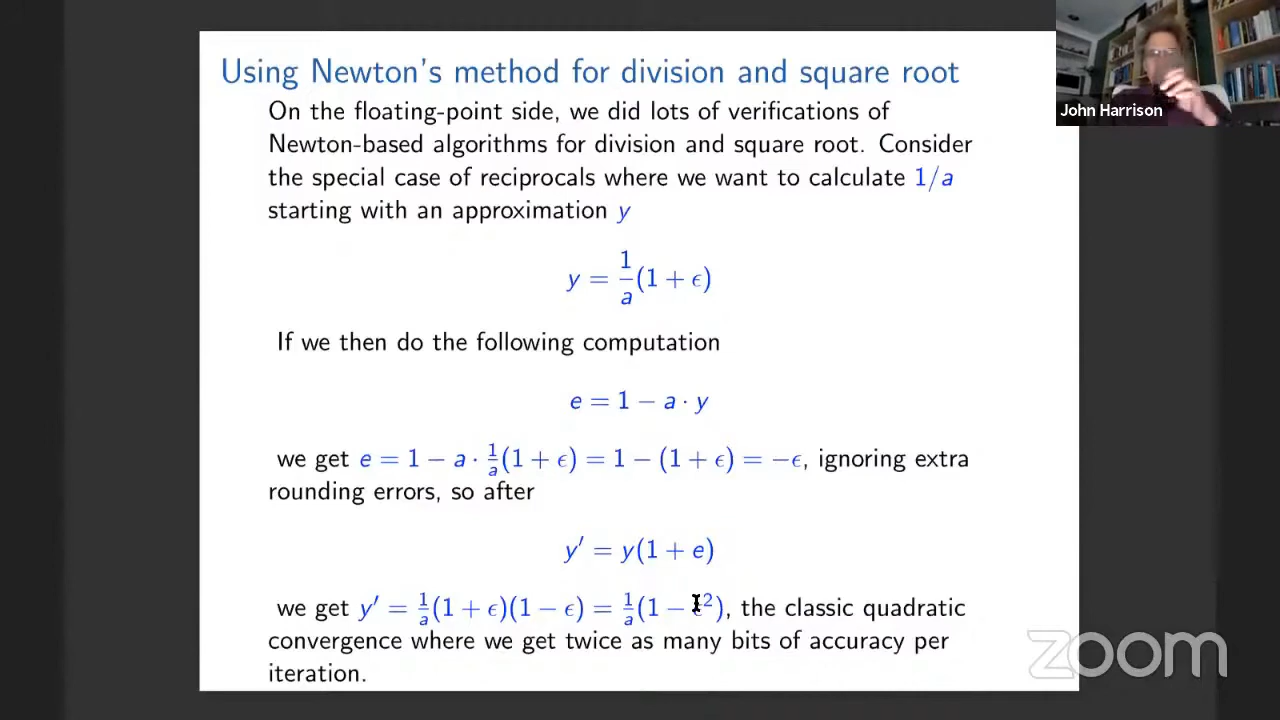 Using Newton's method for division and square root
On the floating-point side, we did lots of verifications of
Newton-based algorithms for division and square root. Consider
the special case of reciprocals where we want to calculate 1/a
starting with an approximation y
y = 1/a (1 + ϵ)
If we then do the following computation
e = 1 − a · y
we get e = 1 − a · 1/a (1 + ϵ) = 1 − (1 + ϵ) = −ϵ, ignoring extra
rounding errors, so after
y′ = y(1 + e)
we get y′ = 1/a (1 + ϵ)(1 − ϵ) = 1/a (1 − ϵ²), the classic quadratic
convergence where we get twice as many bits of accuracy per
iteration.
John Harrison
zoom